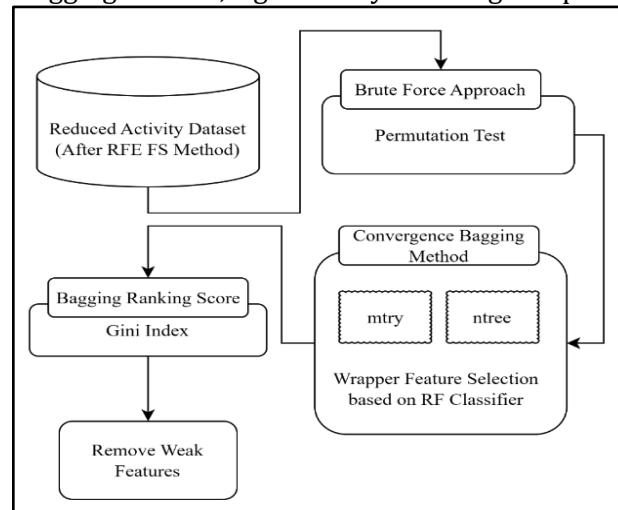 Reduced Activity Dataset
(After RFE FS Method)
Brute Force Approach
Permutation Test
Convergence Bagging
Method
mtry
ntree
Wrapper Feature Selection
based on RF Classifier
Bagging Ranking Score
Gini Index
Remove Weak
Features